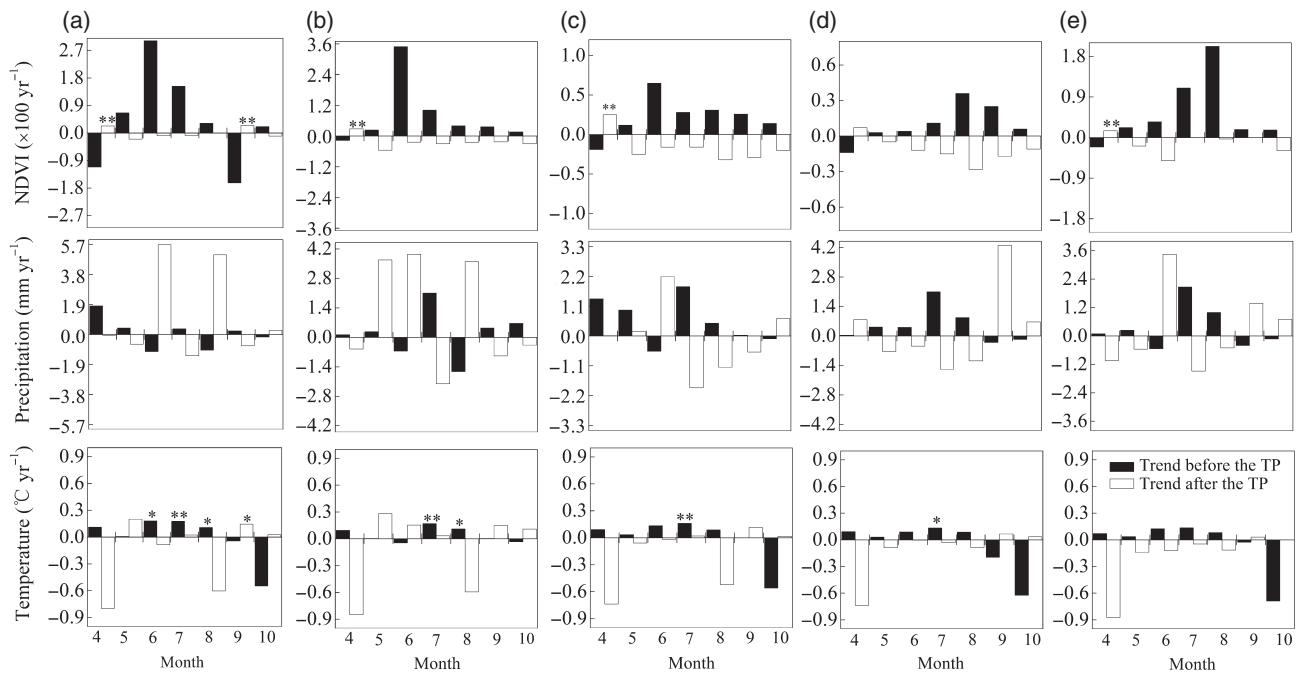 (a) (b) (c) (d) (e)
NDVI (×100 yr⁻¹)
2.7 1.8 0.9 0.0 −0.9 −1.8 −2.7
** **
3.6 2.4 1.2 0.0 −1.2 −2.4 −3.6
**
1.0 0.5 0.0 −0.5 −1.0
**
0.6 0.3 0.0 −0.3 −0.6
1.8 0.9 0.0 −0.9 −1.8
**
Precipitation (mm yr⁻¹)
5.7 3.8 1.9 0.0 −1.9 −3.8 −5.7
4.2 2.8 1.4 0.0 −1.4 −2.8 −4.2
3.3 2.2 1.1 0.0 −1.1 −2.2 −3.3
4.2 2.8 1.4 0.0 −1.4 −2.8 −4.2
3.6 2.4 1.2 0.0 −1.2 −2.4 −3.6
Temperature (℃ yr⁻¹)
0.9 0.6 0.3 0.0 −0.3 −0.6 −0.9
* ** * *
0.9 0.6 0.3 0.0 −0.3 −0.6 −0.9
** *
0.9 0.6 0.3 0.0 −0.3 −0.6 −0.9
**
0.9 0.6 0.3 0.0 −0.3 −0.6 −0.9
*
0.9 0.6 0.3 0.0 −0.3 −0.6 −0.9
Trend before the TP
Trend after the TP
4 5 6 7 8 9 10 4 5 6 7 8 9 10 4 5 6 7 8 9 10 4 5 6 7 8 9 10 4 5 6 7 8 9 10
Month Month Month Month Month